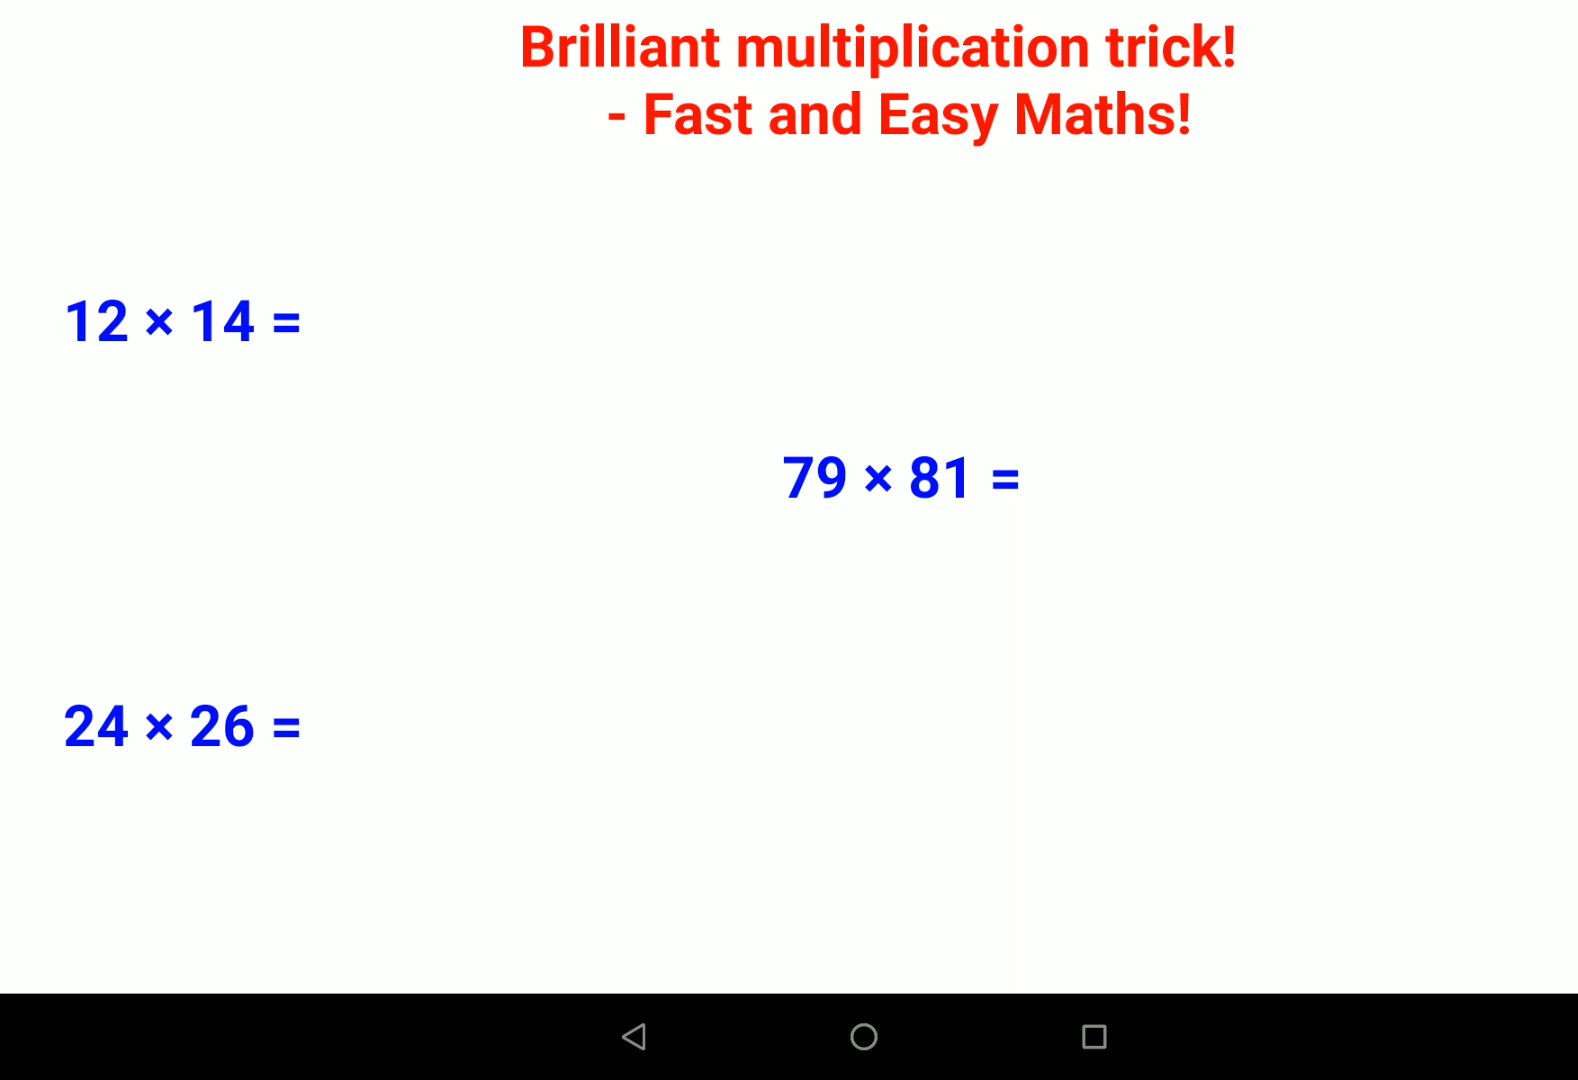 Brilliant multiplication trick!
- Fast and Easy Maths!
12 × 14 =
79 × 81 =
24 × 26 =